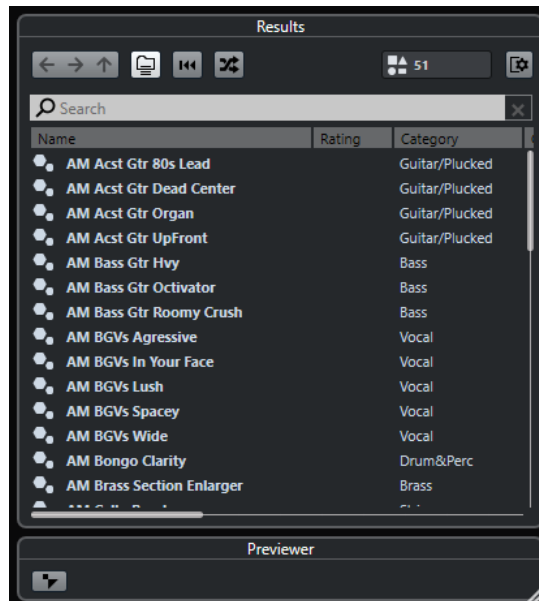 Results
51
Search
Name Rating Category
AM Acst Gtr 80s Lead Guitar/Plucked
AM Acst Gtr Dead Center Guitar/Plucked
AM Acst Gtr Organ Guitar/Plucked
AM Acst Gtr UpFront Guitar/Plucked
AM Bass Gtr Hvy Bass
AM Bass Gtr Octivator Bass
AM Bass Gtr Roomy Crush Bass
AM BGVs Agressive Vocal
AM BGVs In Your Face Vocal
AM BGVs Lush Vocal
AM BGVs Spacey Vocal
AM BGVs Wide Vocal
AM Bongo Clarity Drum&Perc
AM Brass Section Enlarger Brass
Previewer